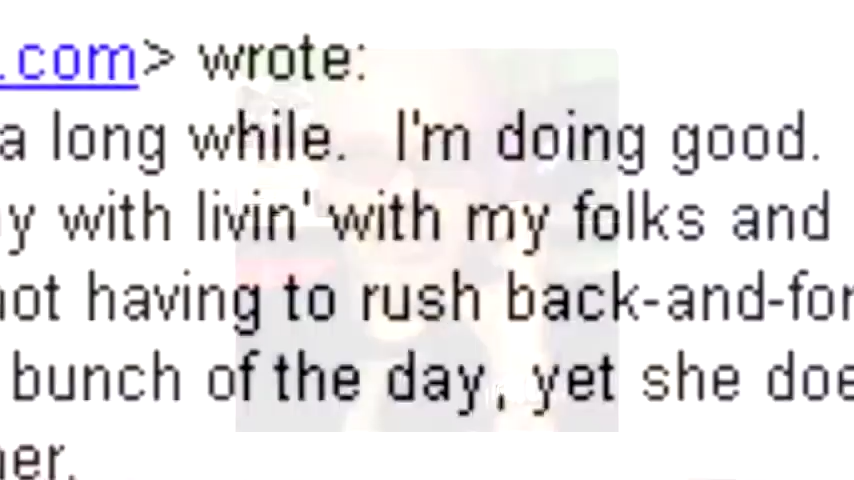 .com> wrote:
a long while. I'm doing good.
y with livin' with my folks and
not having to rush back-and-for
bunch of the day, yet she doe
her.